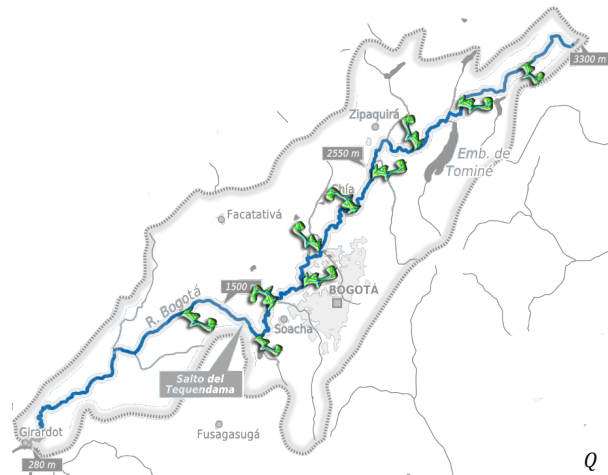 3300 m
Zipaquirá
2550 m
Emb. de
Tominé
Chía
Facatativá
1500 m
R. Bogotá
BOGOTÁ
Soacha
Salto del
Tequendama
Girardot
Fusagasugá
280 m
Q